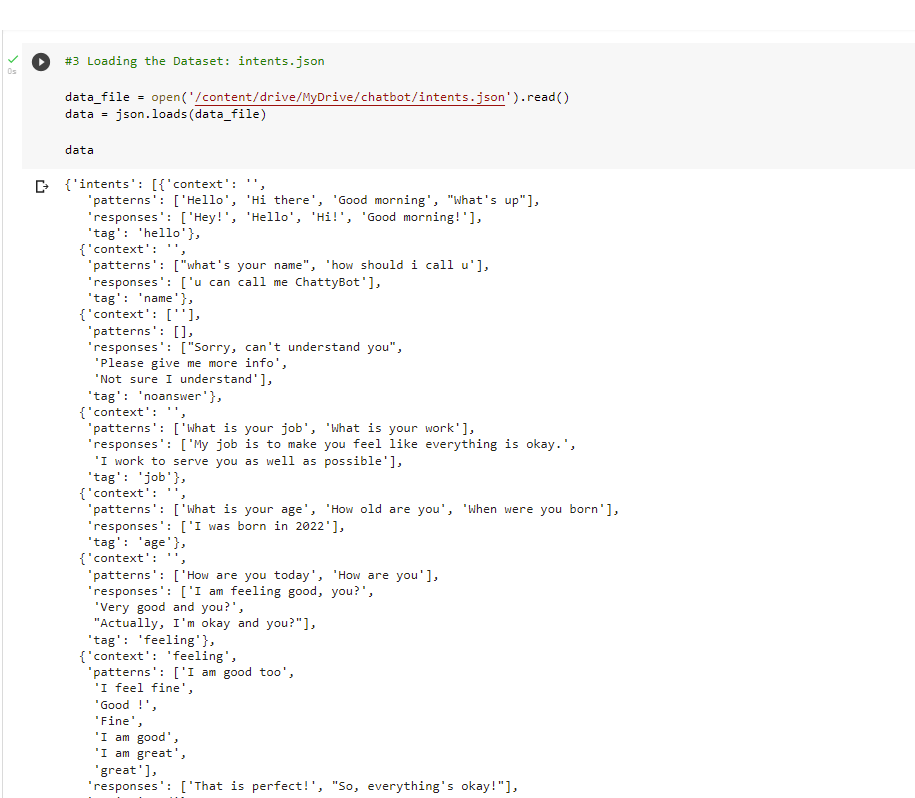 #3 Loading the Dataset: intents.json
data_file = open('/content/drive/MyDrive/chatbot/intents.json').read()
data = json.loads(data_file)
data
0s
{'intents': [{'context': '',
'patterns': ['Hello', 'Hi there', 'Good morning', "What's up"],
'responses': ['Hey!', 'Hello', 'Hi!', 'Good morning!'],
'tag': 'hello'},
{'context': '',
'patterns': ["what's your name", 'how should i call u'],
'responses': ['u can call me ChattyBot'],
'tag': 'name'},
{'context': [''],
'patterns': [],
'responses': ["Sorry, can't understand you",
'Please give me more info',
'Not sure I understand'],
'tag': 'noanswer'},
{'context': '',
'patterns': ['What is your job', 'What is your work'],
'responses': ['My job is to make you feel like everything is okay.',
'I work to serve you as well as possible'],
'tag': 'job'},
{'context': '',
'patterns': ['What is your age', 'How old are you', 'When were you born'],
'responses': ['I was born in 2022'],
'tag': 'age'},
{'context': '',
'patterns': ['How are you today', 'How are you'],
'responses': ['I am feeling good, you?',
'Very good and you?',
"Actually, I'm okay and you?"],
'tag': 'feeling'},
{'context': 'feeling',
'patterns': ['I am good too',
'I feel fine',
'Good !',
'Fine',
'I am good',
'I am great',
'great'],
'responses': ['That is perfect!', "So, everything's okay!"],